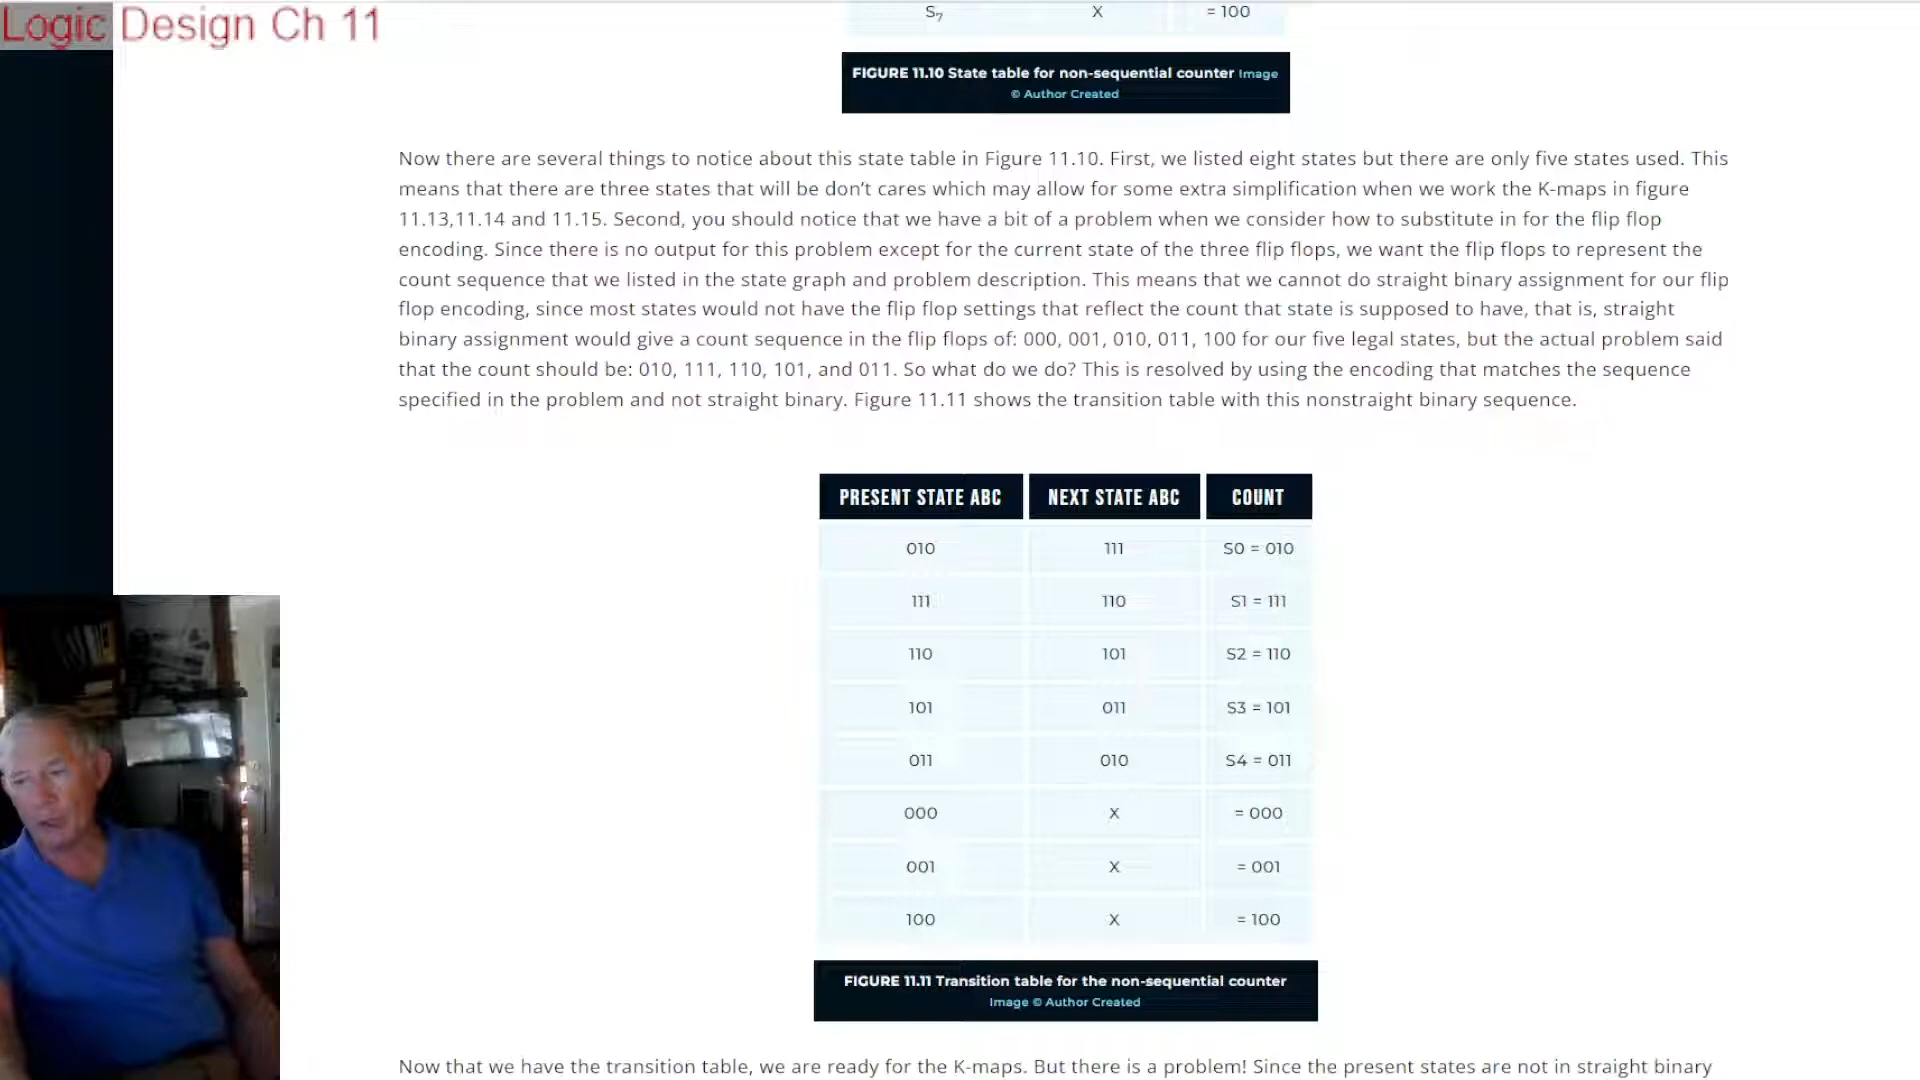 Logic Design Ch 11
S7 X = 100
FIGURE 11.10 State table for non-sequential counter Image
© Author Created
Now there are several things to notice about this state table in Figure 11.10. First, we listed eight states but there are only five states used. This
means that there are three states that will be don’t cares which may allow for some extra simplification when we work the K-maps in figure
11.13,11.14 and 11.15. Second, you should notice that we have a bit of a problem when we consider how to substitute in for the flip flop
encoding. Since there is no output for this problem except for the current state of the three flip flops, we want the flip flops to represent the
count sequence that we listed in the state graph and problem description. This means that we cannot do straight binary assignment for our flip
flop encoding, since most states would not have the flip flop settings that reflect the count that state is supposed to have, that is, straight
binary assignment would give a count sequence in the flip flops of: 000, 001, 010, 011, 100 for our five legal states, but the actual problem said
that the count should be: 010, 111, 110, 101, and 011. So what do we do? This is resolved by using the encoding that matches the sequence
specified in the problem and not straight binary. Figure 11.11 shows the transition table with this nonstraight binary sequence.
PRESENT STATE ABC NEXT STATE ABC COUNT
010 111 S0 = 010
111 110 S1 = 111
110 101 S2 = 110
101 011 S3 = 101
011 010 S4 = 011
000 X = 000
001 X = 001
100 X = 100
FIGURE 11.11 Transition table for the non-sequential counter
Image © Author Created
Now that we have the transition table, we are ready for the K-maps. But there is a problem! Since the present states are not in straight binary